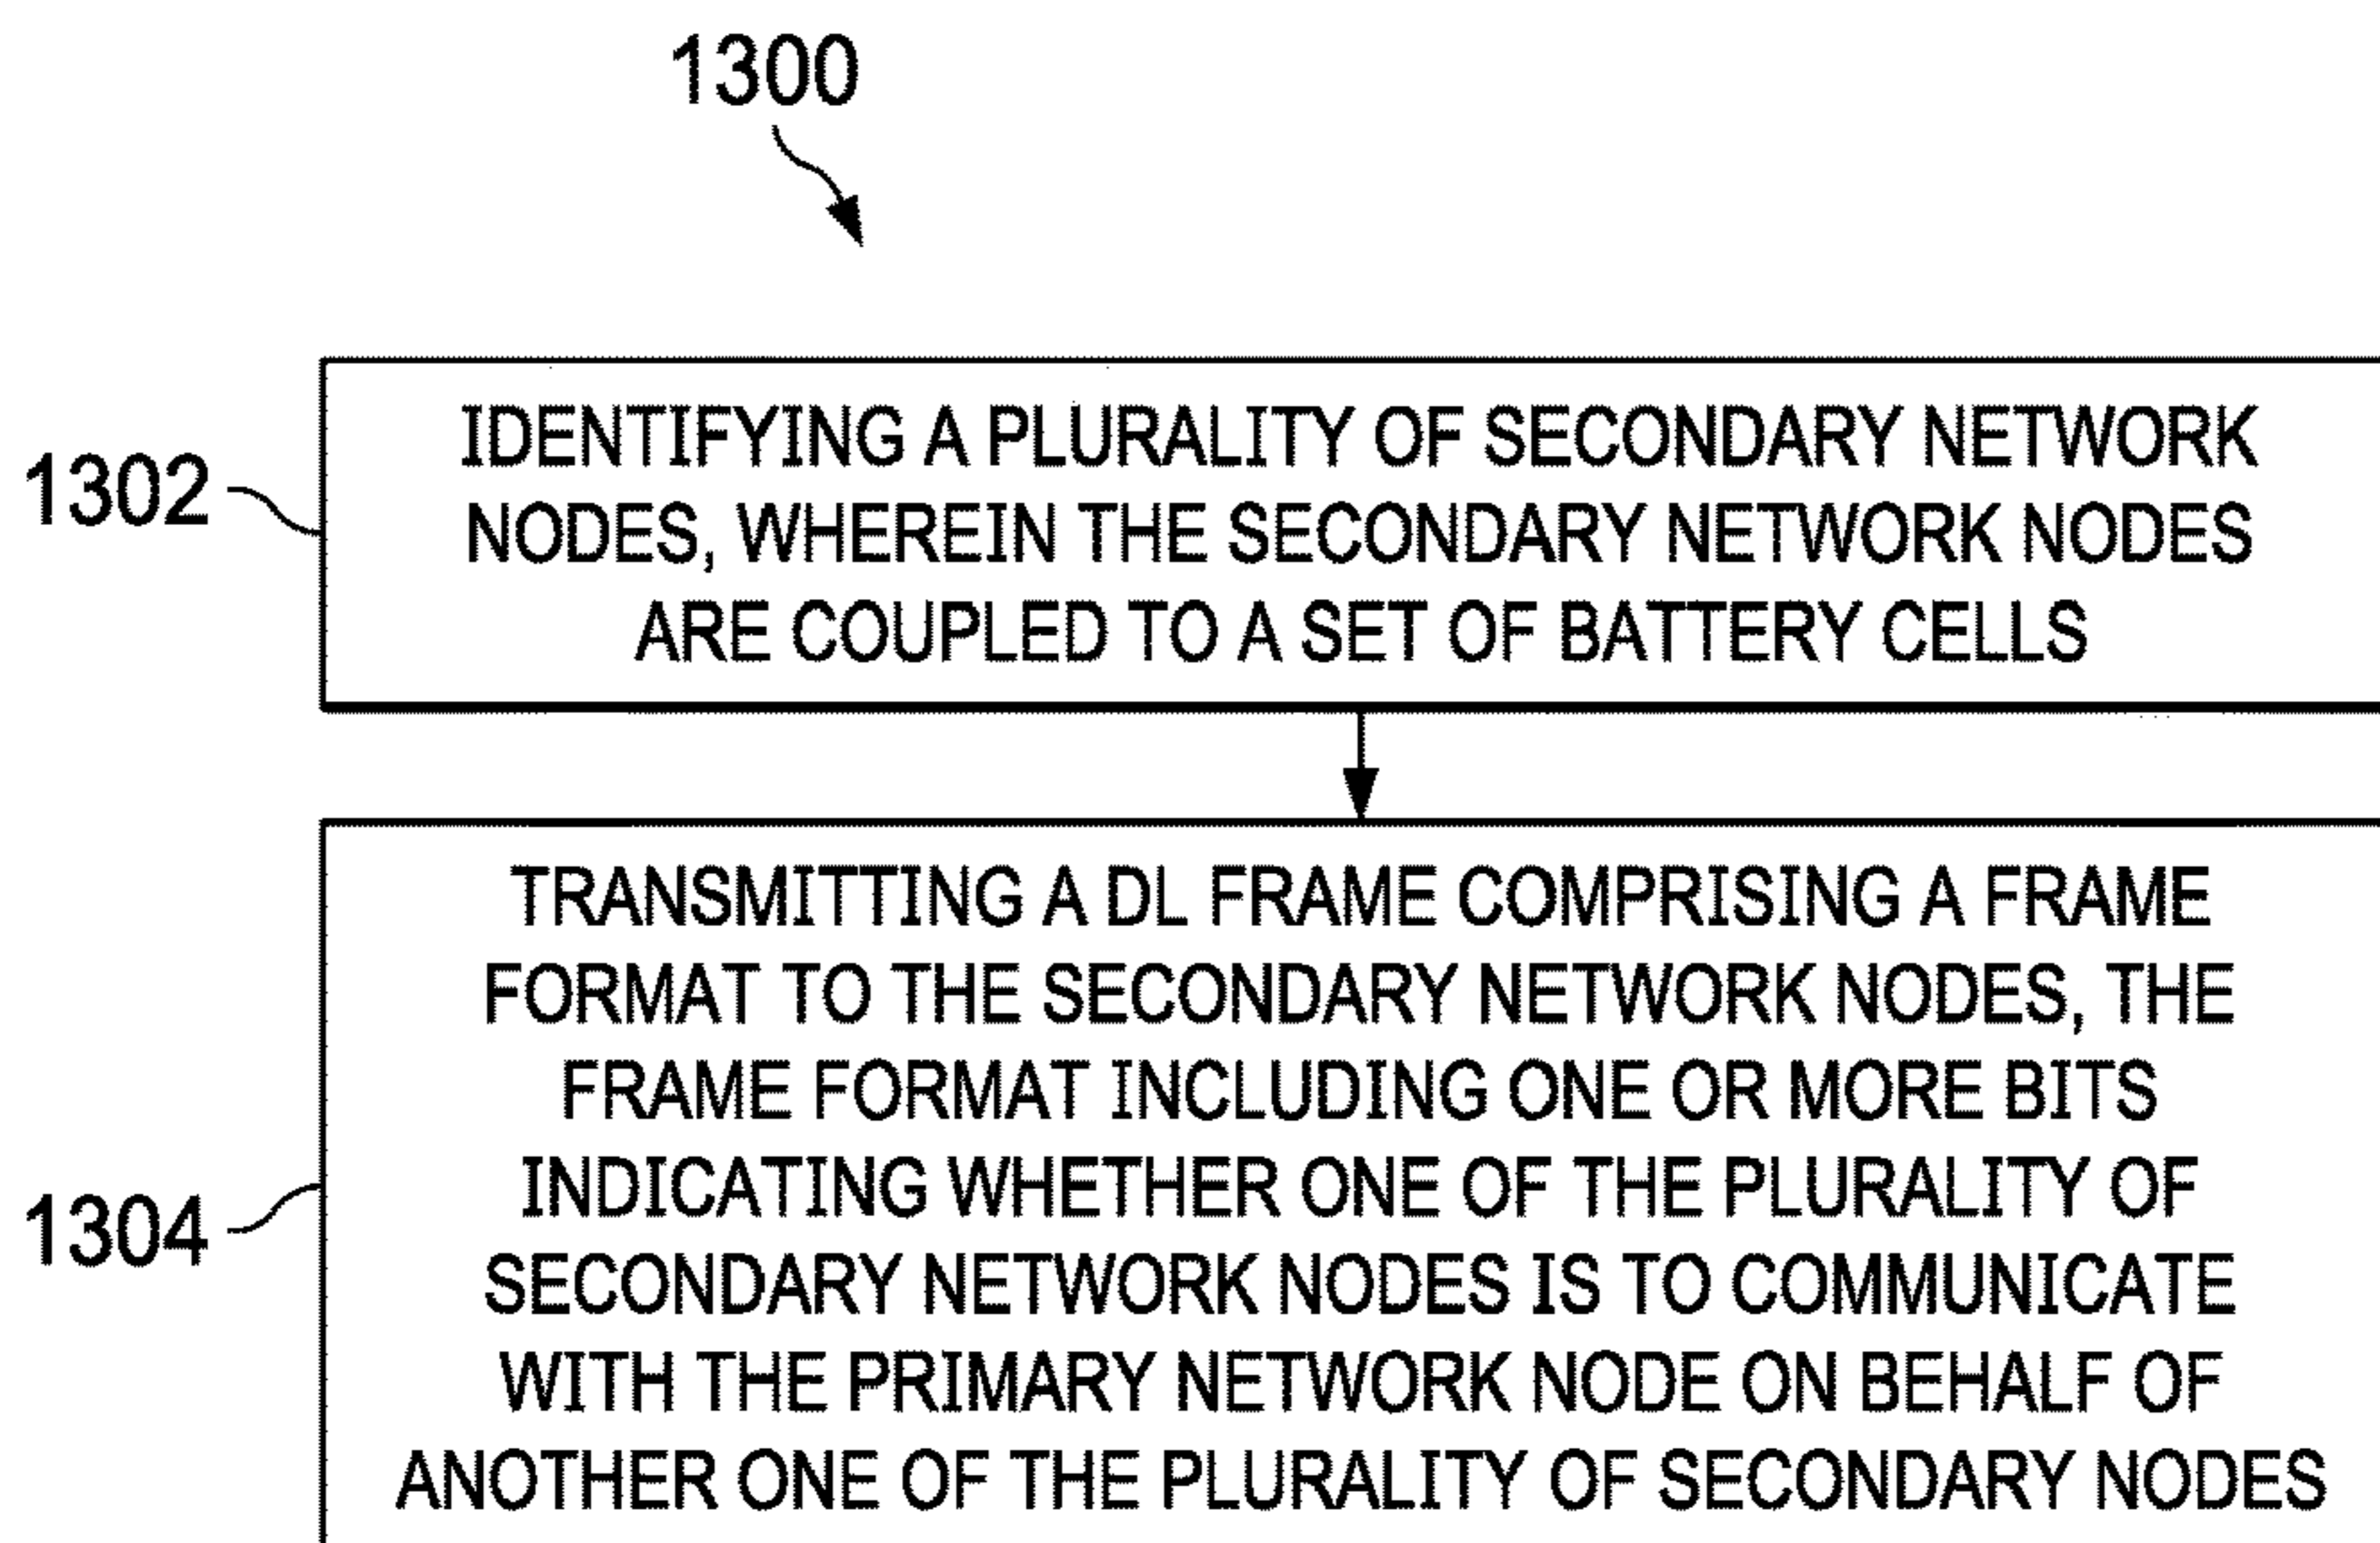 1300
1302
IDENTIFYING A PLURALITY OF SECONDARY NETWORK
NODES, WHEREIN THE SECONDARY NETWORK NODES
ARE COUPLED TO A SET OF BATTERY CELLS
1304
TRANSMITTING A DL FRAME COMPRISING A FRAME
FORMAT TO THE SECONDARY NETWORK NODES, THE
FRAME FORMAT INCLUDING ONE OR MORE BITS
INDICATING WHETHER ONE OF THE PLURALITY OF
SECONDARY NETWORK NODES IS TO COMMUNICATE
WITH THE PRIMARY NETWORK NODE ON BEHALF OF
ANOTHER ONE OF THE PLURALITY OF SECONDARY NODES